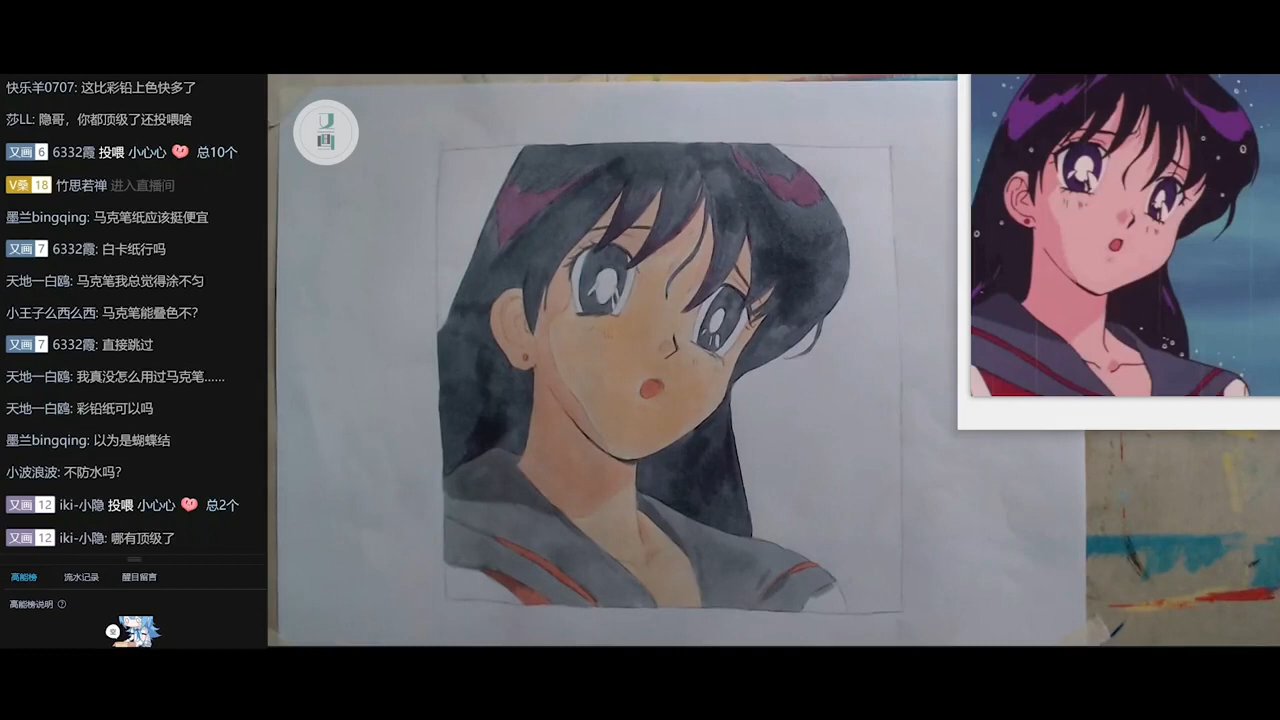 快乐羊0707: 这比彩铅上色快多了
莎LL: 隐哥，你都顶级了还投喂啥
又画 6 6332霞 投喂 小心心 总10个
V桑 18 竹思若禅 进入直播间
墨兰bingqing: 马克笔纸应该挺便宜
又画 7 6332霞: 白卡纸行吗
天地一白鸥: 马克笔我总觉得涂不匀
小王子么西么西: 马克笔能叠色不?
又画 7 6332霞: 直接跳过
天地一白鸥: 我真没怎么用过马克笔......
天地一白鸥: 彩铅纸可以吗
墨兰bingqing: 以为是蝴蝶结
小波浪波: 不防水吗?
又画 12 iki-小隐 投喂 小心心 总2个
又画 12 iki-小隐: 哪有顶级了
高能榜 流水记录 醒目留言
高能榜说明 ?